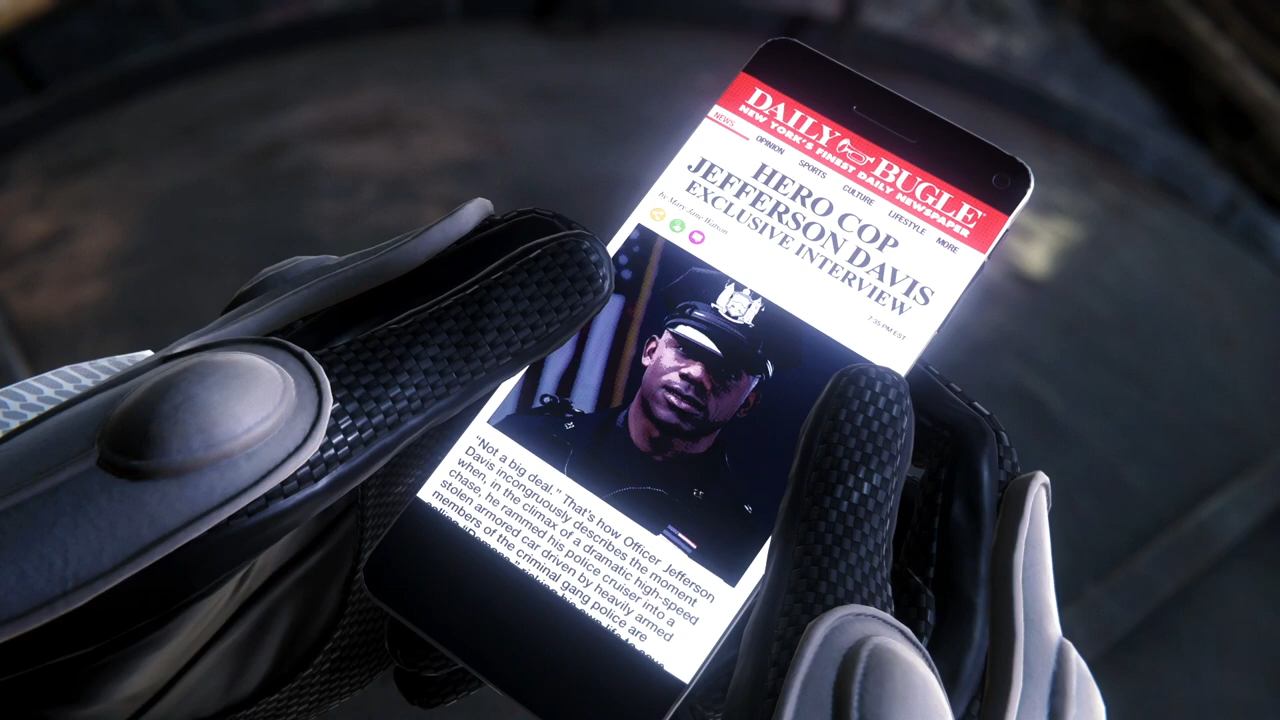 DAILY BUGLE
NEW YORK'S FINEST DAILY NEWSPAPER
NEWS OPINION SPORTS CULTURE LIFESTYLE MORE
HERO COP
JEFFERSON DAVIS
EXCLUSIVE INTERVIEW
by Mary Jane Watson
7:35 PM EST
"Not a big deal." That's how Officer Jefferson
Davis incongruously describes the moment
when, in the climax of a dramatic high-speed
chase, he rammed his police cruiser into a
stolen armored car driven by heavily armed
members of the criminal gang police are